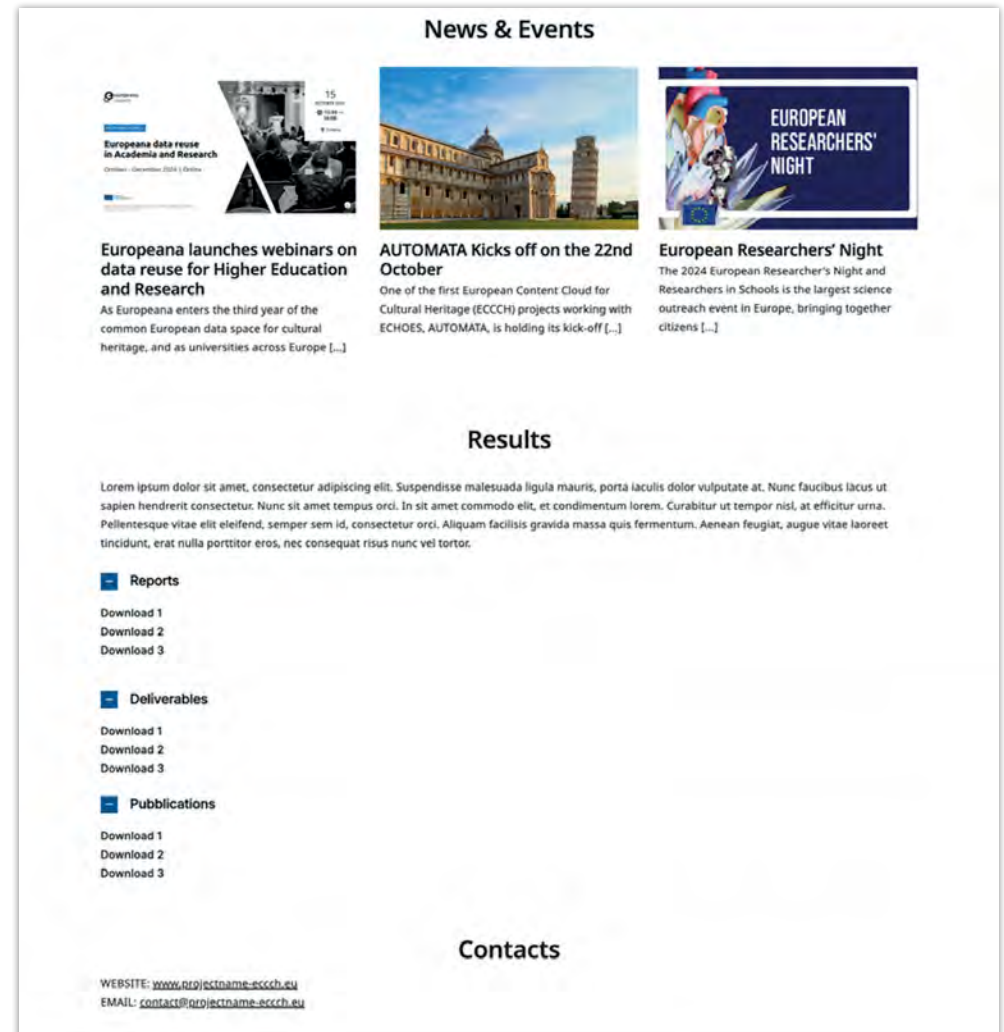 News & Events
europeana
15
OCTOBER 2024
Europeana data reuse
in Academia and Research
October - December 2024 | Online
EUROPEAN
RESEARCHERS'
NIGHT
Europeana launches webinars on
data reuse for Higher Education
and Research
As Europeana enters the third year of the
common European data space for cultural
heritage, and as universities across Europe [...]
AUTOMATA Kicks off on the 22nd
October
One of the first European Content Cloud for
Cultural Heritage (ECCCH) projects working with
ECHOES, AUTOMATA, is holding its kick-off [...]
European Researchers’ Night
The 2024 European Researcher's Night and
Researchers in Schools is the largest science
outreach event in Europe, bringing together
citizens [...]
Results
Lorem ipsum dolor sit amet, consectetur adipiscing elit. Suspendisse malesuada ligula mauris, porta iaculis dolor vulputate at. Nunc faucibus lacus ut
sapien hendrerit consectetur. Nunc sit amet tempus orci. In sit amet commodo elit, et condimentum lorem. Curabitur ut tempor nisl, at efficitur urna.
Pellentesque vitae elit eleifend, semper sem id, consectetur orci. Aliquam facilisis gravida massa quis fermentum. Aenean feugiat, augue vitae laoreet
tincidunt, erat nulla porttitor eros, nec consequat risus nunc vel tortor.
Reports
Download 1
Download 2
Download 3
Deliverables
Download 1
Download 2
Download 3
Pubblications
Download 1
Download 2
Download 3
Contacts
WEBSITE: www.projectname-eccch.eu
EMAIL: contact@projectname-eccch.eu